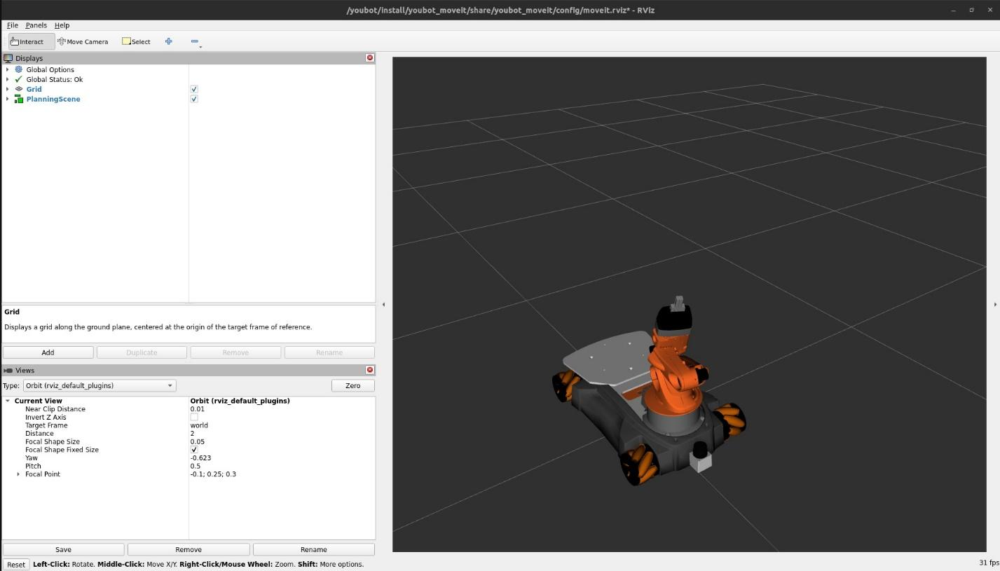 /youbot/install/youbot_moveit/share/youbot_moveit/config/moveit.rviz* - RViz
File Panels Help
Interact Move Camera Select
Displays
Global Options
Global Status: Ok
Grid
PlanningScene
Grid
Displays a grid along the ground plane, centered at the origin of the target frame of reference.
Add Duplicate Remove Rename
Views
Type: Orbit (rviz_default_plugins) Zero
Current View Orbit (rviz_default_plugins)
Near Clip Distance 0.01
Invert Z Axis
Target Frame world
Distance 2
Focal Shape Size 0.05
Focal Shape Fixed Size
Yaw -0.623
Pitch 0.5
Focal Point -0.1; 0.25; 0.3
Save Remove Rename
Reset Left-Click: Rotate. Middle-Click: Move X/Y. Right-Click/Mouse Wheel: Zoom. Shift: More options. 31 fps